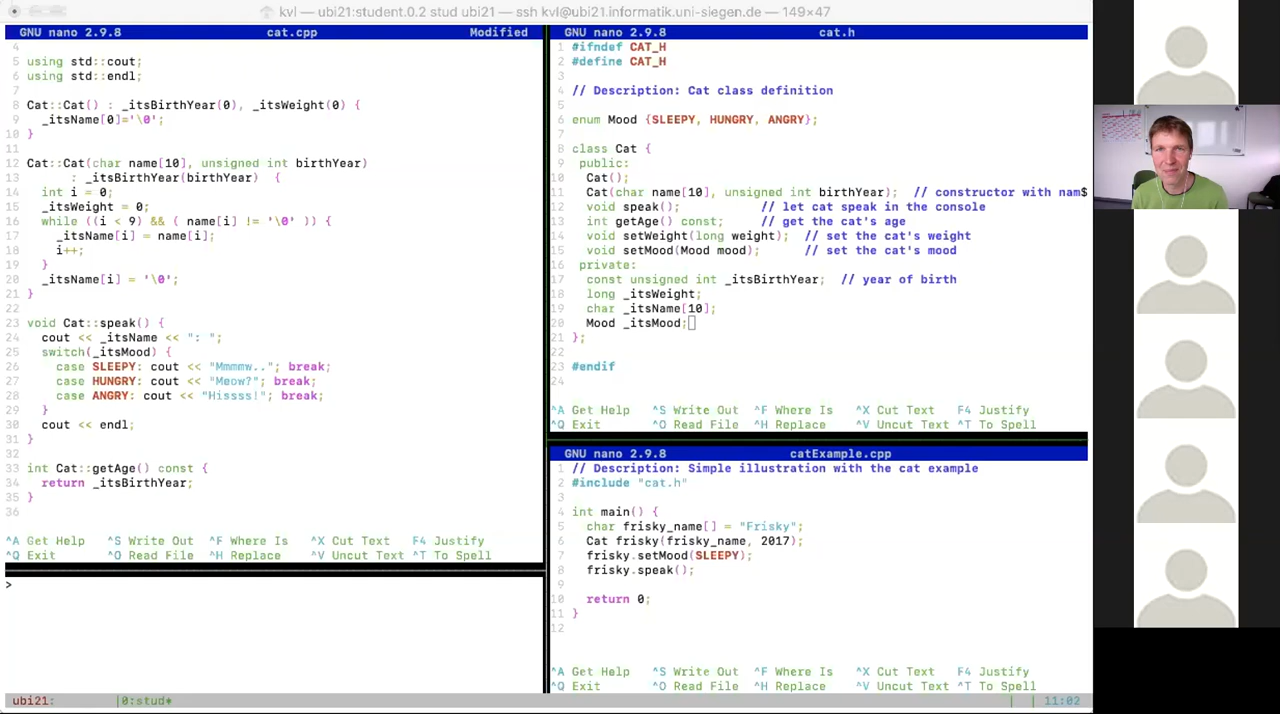 kvl — ubi21:student.0.2 stud ubi21 — ssh kvl@ubi21.informatik.uni-siegen.de — 149×47
GNU nano 2.9.8 cat.cpp Modified
4
5 using std::cout;
6 using std::endl;
7
8 Cat::Cat() : _itsBirthYear(0), _itsWeight(0) {
9 _itsName[0]='\0';
10 }
11
12 Cat::Cat(char name[10], unsigned int birthYear)
13 : _itsBirthYear(birthYear) {
14 int i = 0;
15 _itsWeight = 0;
16 while ((i < 9) && ( name[i] != '\0' )) {
17 _itsName[i] = name[i];
18 i++;
19 }
20 _itsName[i] = '\0';
21 }
22
23 void Cat::speak() {
24 cout << _itsName << ": ";
25 switch(_itsMood) {
26 case SLEEPY: cout << "Mmmmw.."; break;
27 case HUNGRY: cout << "Meow?"; break;
28 case ANGRY: cout << "Hissss!"; break;
29 }
30 cout << endl;
31 }
32
33 int Cat::getAge() const {
34 return _itsBirthYear;
35 }
36
^A Get Help ^S Write Out ^F Where Is ^X Cut Text F4 Justify
^Q Exit ^O Read File ^H Replace ^V Uncut Text ^T To Spell
>
GNU nano 2.9.8 cat.h
1 #ifndef CAT_H
2 #define CAT_H
3
4 // Description: Cat class definition
5
6 enum Mood {SLEEPY, HUNGRY, ANGRY};
7
8 class Cat {
9 public:
10 Cat();
11 Cat(char name[10], unsigned int birthYear); // constructor with nam$
12 void speak(); // let cat speak in the console
13 int getAge() const; // get the cat's age
14 void setWeight(long weight); // set the cat's weight
15 void setMood(Mood mood); // set the cat's mood
16 private:
17 const unsigned int _itsBirthYear; // year of birth
18 long _itsWeight;
19 char _itsName[10];
20 Mood _itsMood;
21 };
22
23 #endif
24
^A Get Help ^S Write Out ^F Where Is ^X Cut Text F4 Justify
^Q Exit ^O Read File ^H Replace ^V Uncut Text ^T To Spell
GNU nano 2.9.8 catExample.cpp
1 // Description: Simple illustration with the cat example
2 #include "cat.h"
3
4 int main() {
5 char frisky_name[] = "Frisky";
6 Cat frisky(frisky_name, 2017);
7 frisky.setMood(SLEEPY);
8 frisky.speak();
9
10 return 0;
11 }
12
^A Get Help ^S Write Out ^F Where Is ^X Cut Text F4 Justify
^Q Exit ^O Read File ^H Replace ^V Uncut Text ^T To Spell
ubi21: 0:stud* 11:02